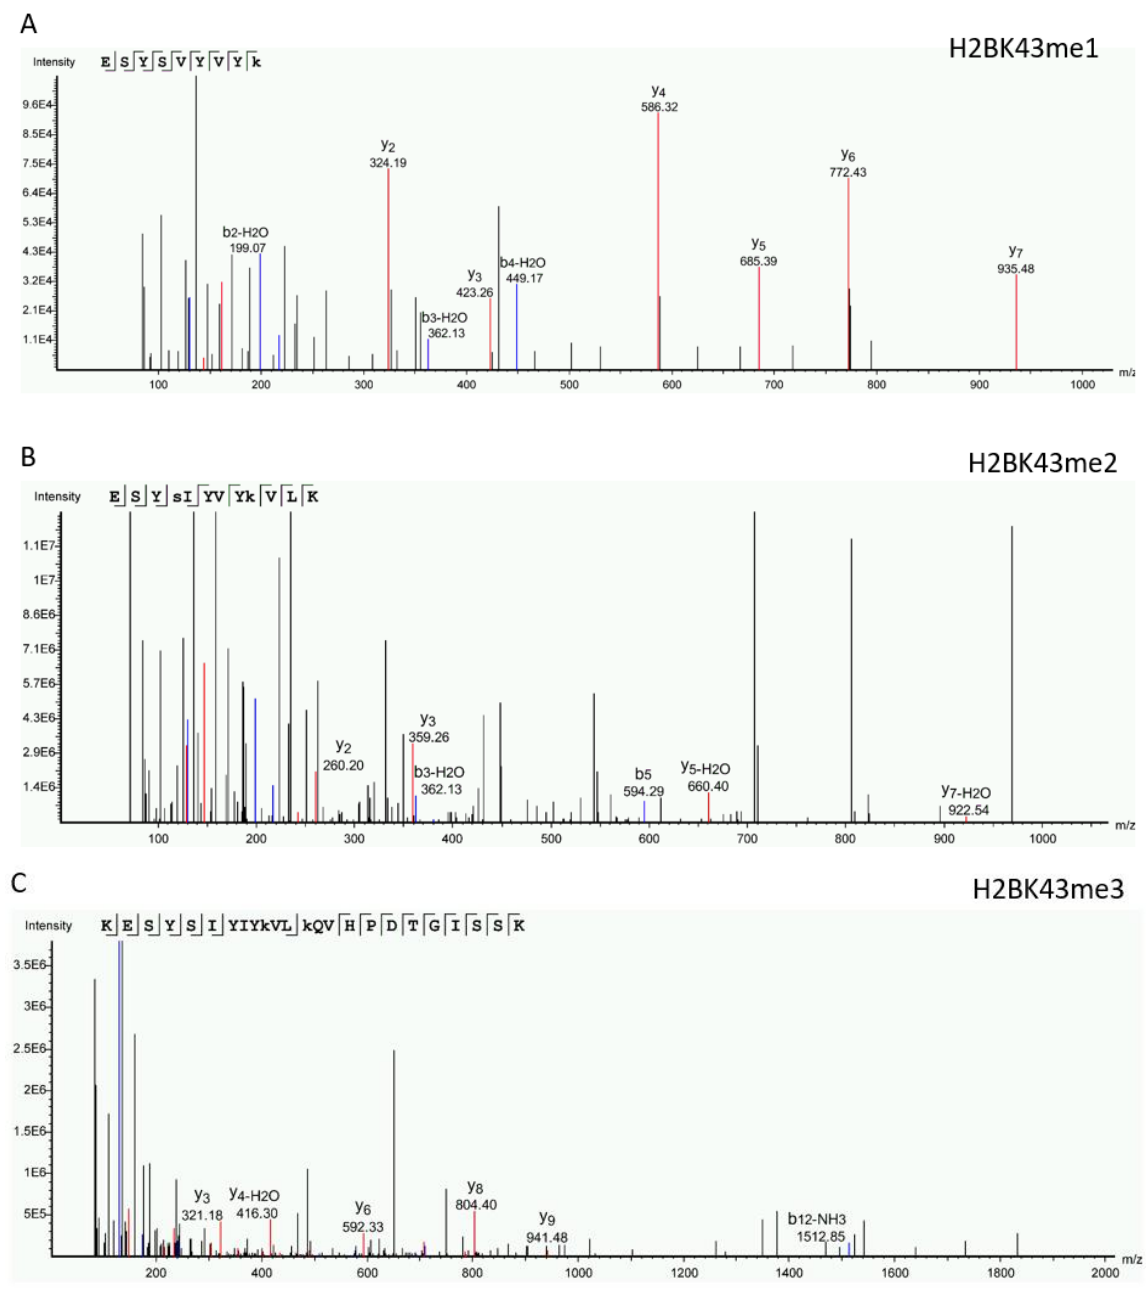 A
H2BK43me1
Intensity
E S Y S V Y V Y k
9.6E4
8.5E4
7.5E4
6.4E4
5.3E4
4.3E4
3.2E4
2.1E4
1.1E4
b2-H2O
199.07
y2
324.19
b3-H2O
362.13
y3
423.26
b4-H2O
449.17
y4
586.32
y5
685.39
y6
772.43
y7
935.48
100 200 300 400 500 600 700 800 900 1000 m/z
B
H2BK43me2
Intensity
E S Y s I Y V Y k V L K
1.1E7
1E7
8.6E6
7.1E6
5.7E6
4.3E6
2.9E6
1.4E6
y2
260.20
y3
359.26
b3-H2O
362.13
b5
594.29
y5-H2O
660.40
y7-H2O
922.54
100 200 300 400 500 600 700 800 900 1000 m/z
C
H2BK43me3
Intensity
K E S Y S I Y I Y k V L k Q V H P D T G I S S K
3.5E6
3E6
2.5E6
2E6
1.5E6
1E6
5E5
y3
321.18
y4-H2O
416.30
y6
592.33
y8
804.40
y9
941.48
b12-NH3
1512.85
200 400 600 800 1000 1200 1400 1600 1800 2000 m/z